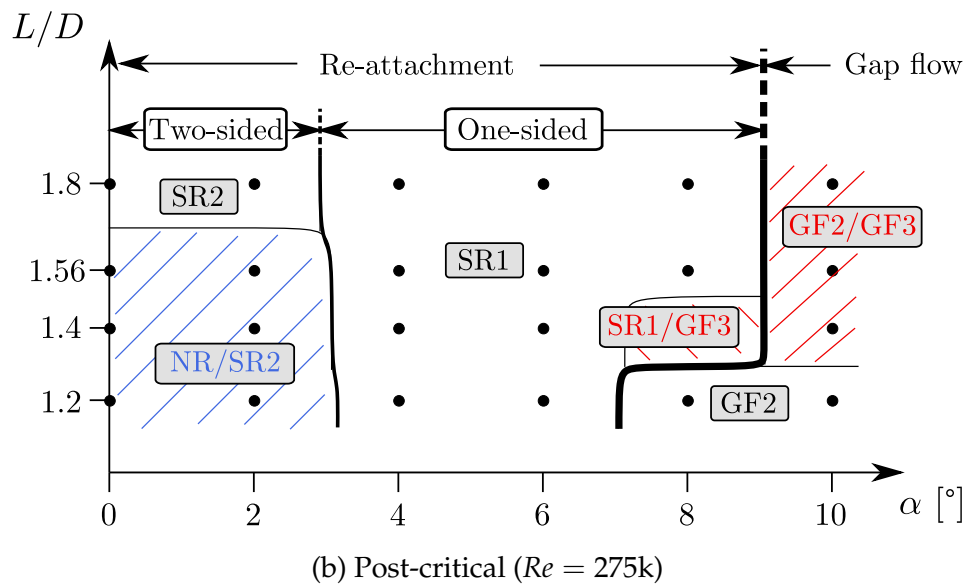 L/D
Re-attachment
Gap flow
Two-sided
One-sided
1.8
SR2
GF2/GF3
1.56
SR1
1.4
SR1/GF3
NR/SR2
1.2
GF2
0
2
4
6
8
10
α [°]
(b) Post-critical (Re = 275k)